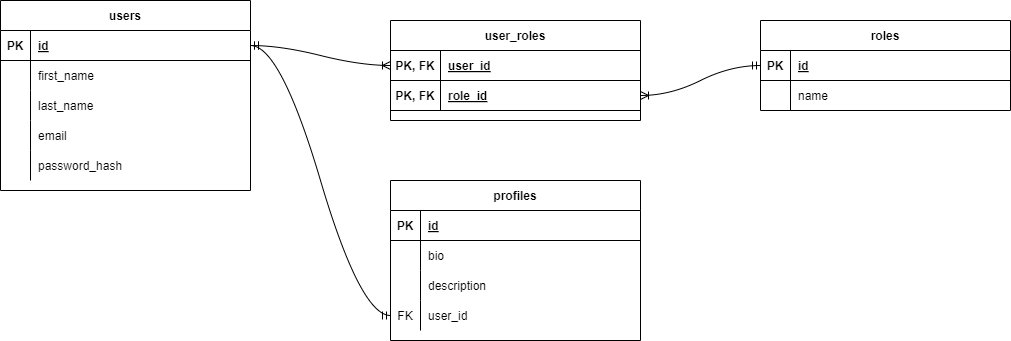 users
PK id
first_name
last_name
email
password_hash
user_roles
PK, FK user_id
PK, FK role_id
roles
PK id
name
profiles
PK id
bio
description
FK user_id